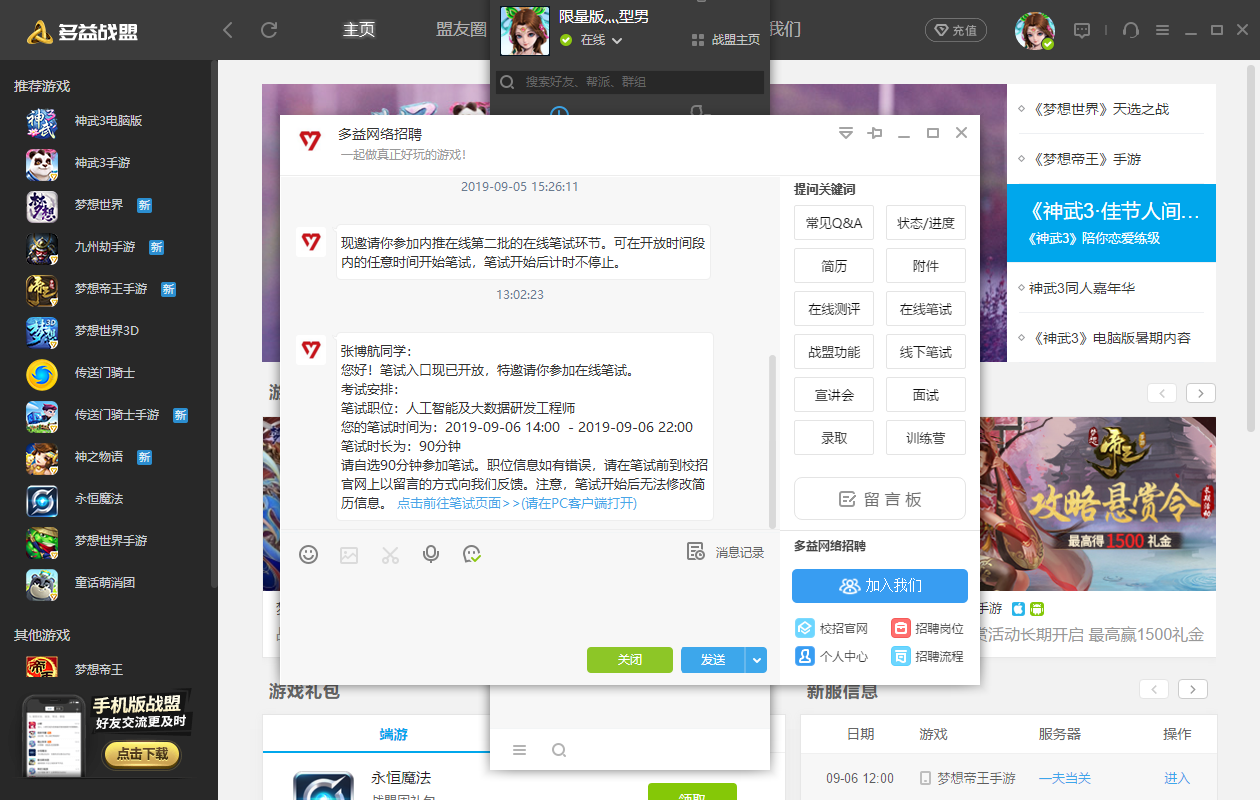 多益战盟
主页
盟友圈
我们
充值
限量版灬型男
在线
战盟主页
搜索好友、帮派、群组
推荐游戏
神武3电脑版
神武3手游
梦想世界 新
九州劫手游 新
梦想帝王手游 新
梦想世界3D
传送门骑士
传送门骑士手游 新
神之物语 新
永恒魔法
梦想世界手游
童话萌消团
其他游戏
梦想帝王
手机版战盟
好友交流更及时
点击下载
多益网络招聘
一起做真正好玩的游戏!
2019-09-05 15:26:11
现邀请你参加内推在线第二批的在线笔试环节。可在开放时间段
内的任意时间开始笔试，笔试开始后计时不停止。
13:02:23
张博航同学：
您好！笔试入口现已开放，特邀请你参加在线笔试。
考试安排：
笔试职位：人工智能及大数据研发工程师
您的笔试时间为：2019-09-06 14:00 - 2019-09-06 22:00
笔试时长为：90分钟
请自选90分钟参加笔试。职位信息如有错误，请在笔试前到校招
官网上以留言的方式向我们反馈。注意，笔试开始后无法修改简
历信息。 点击前往笔试页面>>(请在PC客户端打开)
消息记录
关闭
发送
提问关键词
常见Q&A
状态/进度
简历
附件
在线测评
在线笔试
战盟功能
线下笔试
宣讲会
面试
录取
训练营
留言板
多益网络招聘
加入我们
校招官网
招聘岗位
个人中心
招聘流程
《梦想世界》天选之战
《梦想帝王》手游
《神武3·佳节人间...
《神武3》陪你恋爱练级
神武3同人嘉年华
《神武3》电脑版暑期内容
攻略悬赏令
长期活动
最高得1500礼金
手游
赏活动长期开启 最高赢1500礼金
游戏礼包
端游
永恒魔法
战盟团礼包
领取
新服信息
日期 游戏 服务器 操作
09-06 12:00 梦想帝王手游 一夫当关 进入